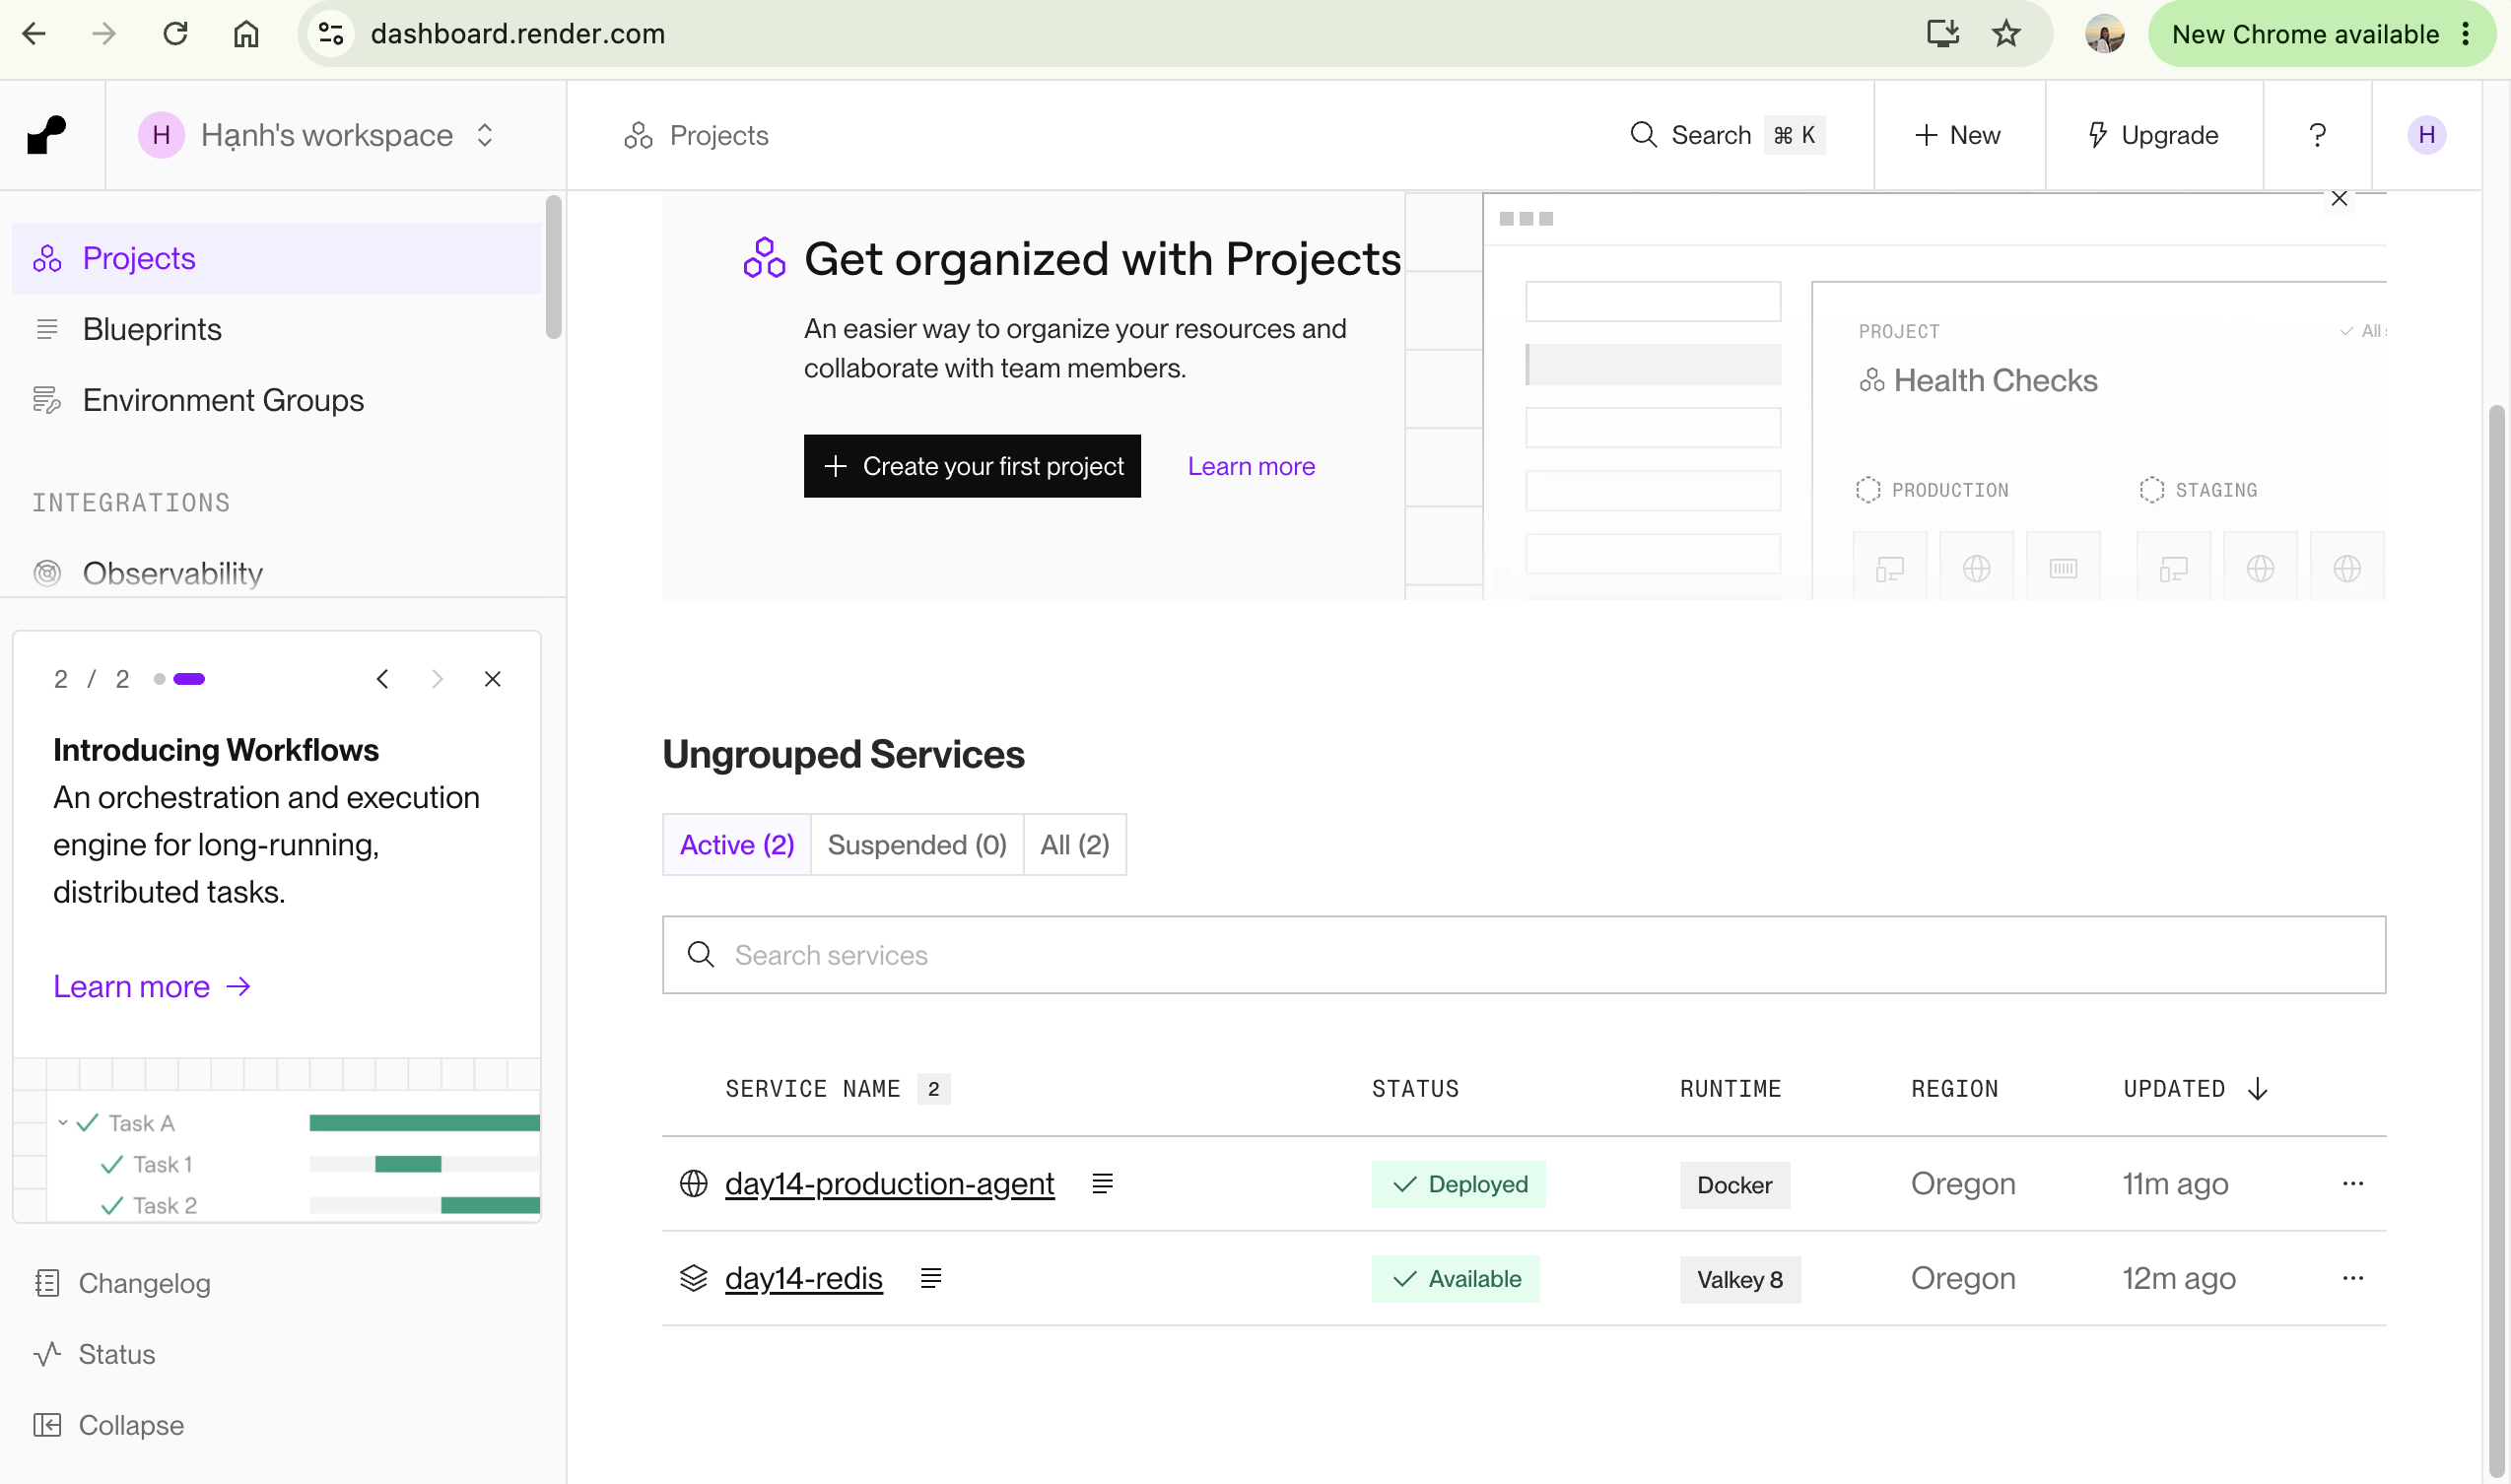 dashboard.render.com
New Chrome available
H
Hạnh's workspace
Projects
Search
⌘ K
+ New
Upgrade
?
H
Projects
Blueprints
Environment Groups
INTEGRATIONS
Observability
2 / 2
Introducing Workflows
An orchestration and execution
engine for long-running,
distributed tasks.
Learn more →
Task A
Task 1
Task 2
Changelog
Status
Collapse
Get organized with Projects
An easier way to organize your resources and
collaborate with team members.
+ Create your first project
Learn more
PROJECT
All
Health Checks
PRODUCTION
STAGING
Ungrouped Services
Active (2)
Suspended (0)
All (2)
Search services
SERVICE NAME 2
STATUS
RUNTIME
REGION
UPDATED ↓
day14-production-agent
Deployed
Docker
Oregon
11m ago
day14-redis
Available
Valkey 8
Oregon
12m ago